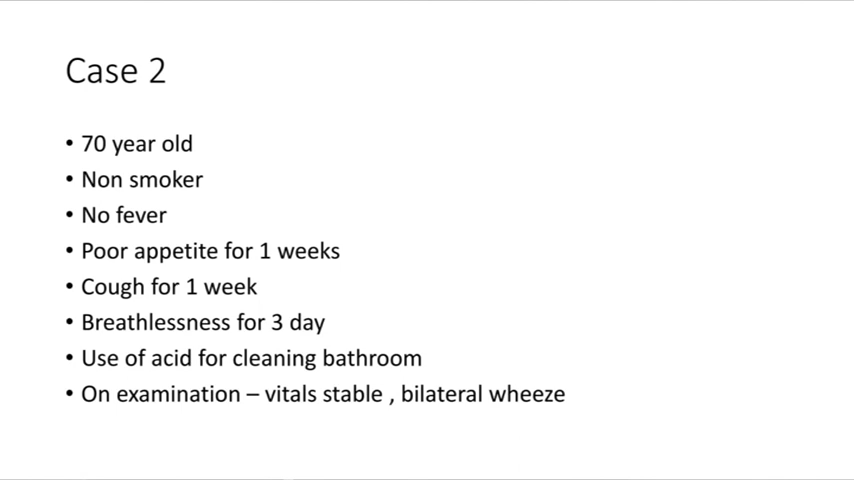 Case 2
• 70 year old
• Non smoker
• No fever
• Poor appetite for 1 weeks
• Cough for 1 week
• Breathlessness for 3 day
• Use of acid for cleaning bathroom
• On examination – vitals stable , bilateral wheeze